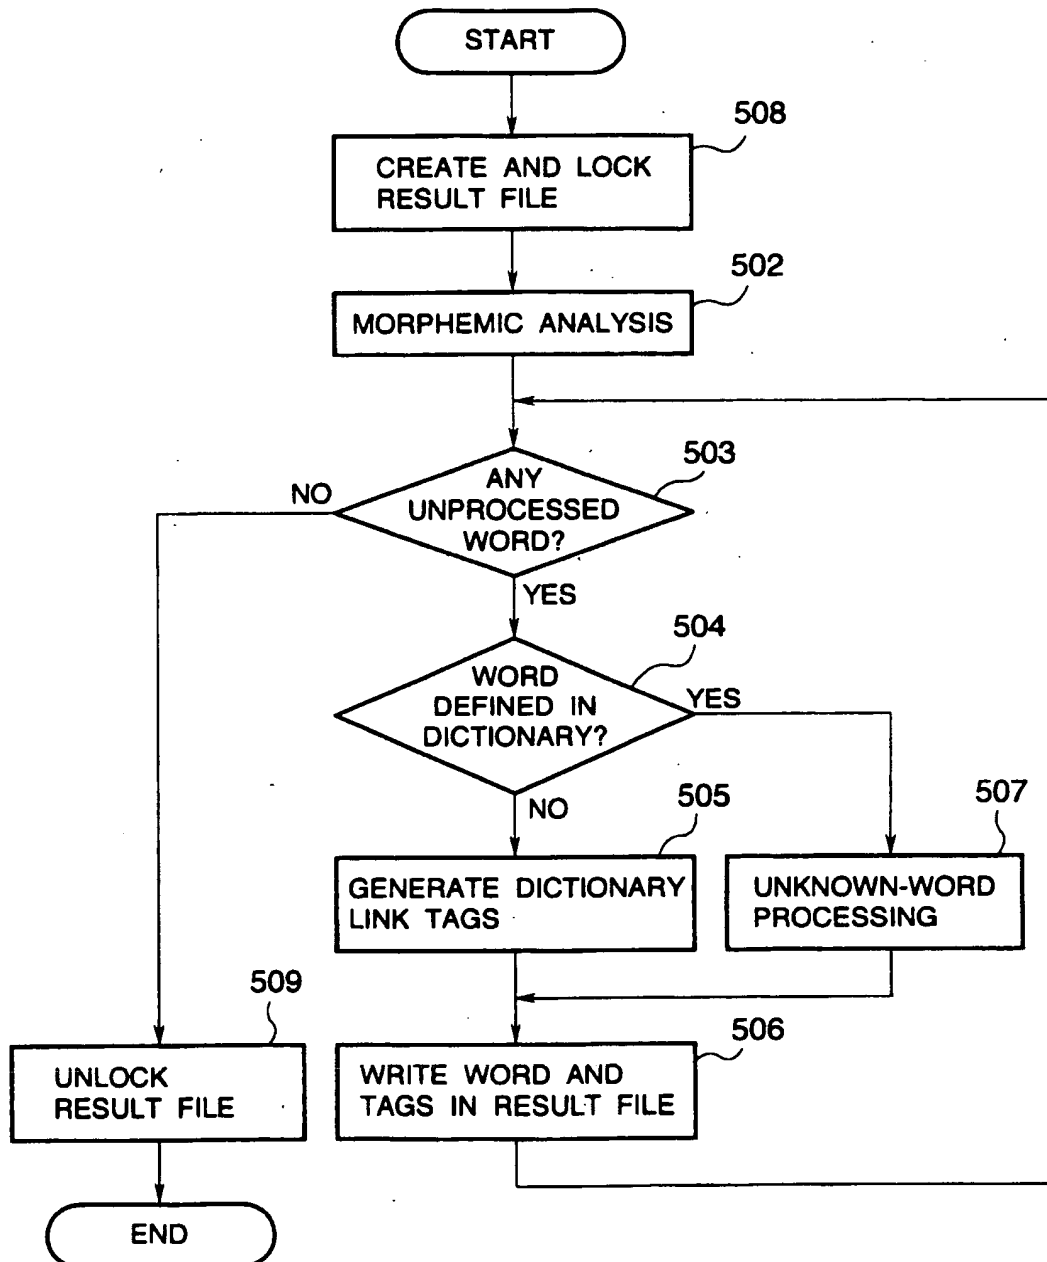 START
508
CREATE AND LOCK
RESULT FILE
502
MORPHEMIC ANALYSIS
503
NO
ANY
UNPROCESSED
WORD?
YES
504
WORD
DEFINED IN
DICTIONARY?
YES
NO
505
507
GENERATE DICTIONARY
LINK TAGS
UNKNOWN-WORD
PROCESSING
509
506
UNLOCK
RESULT FILE
WRITE WORD AND
TAGS IN RESULT FILE
END